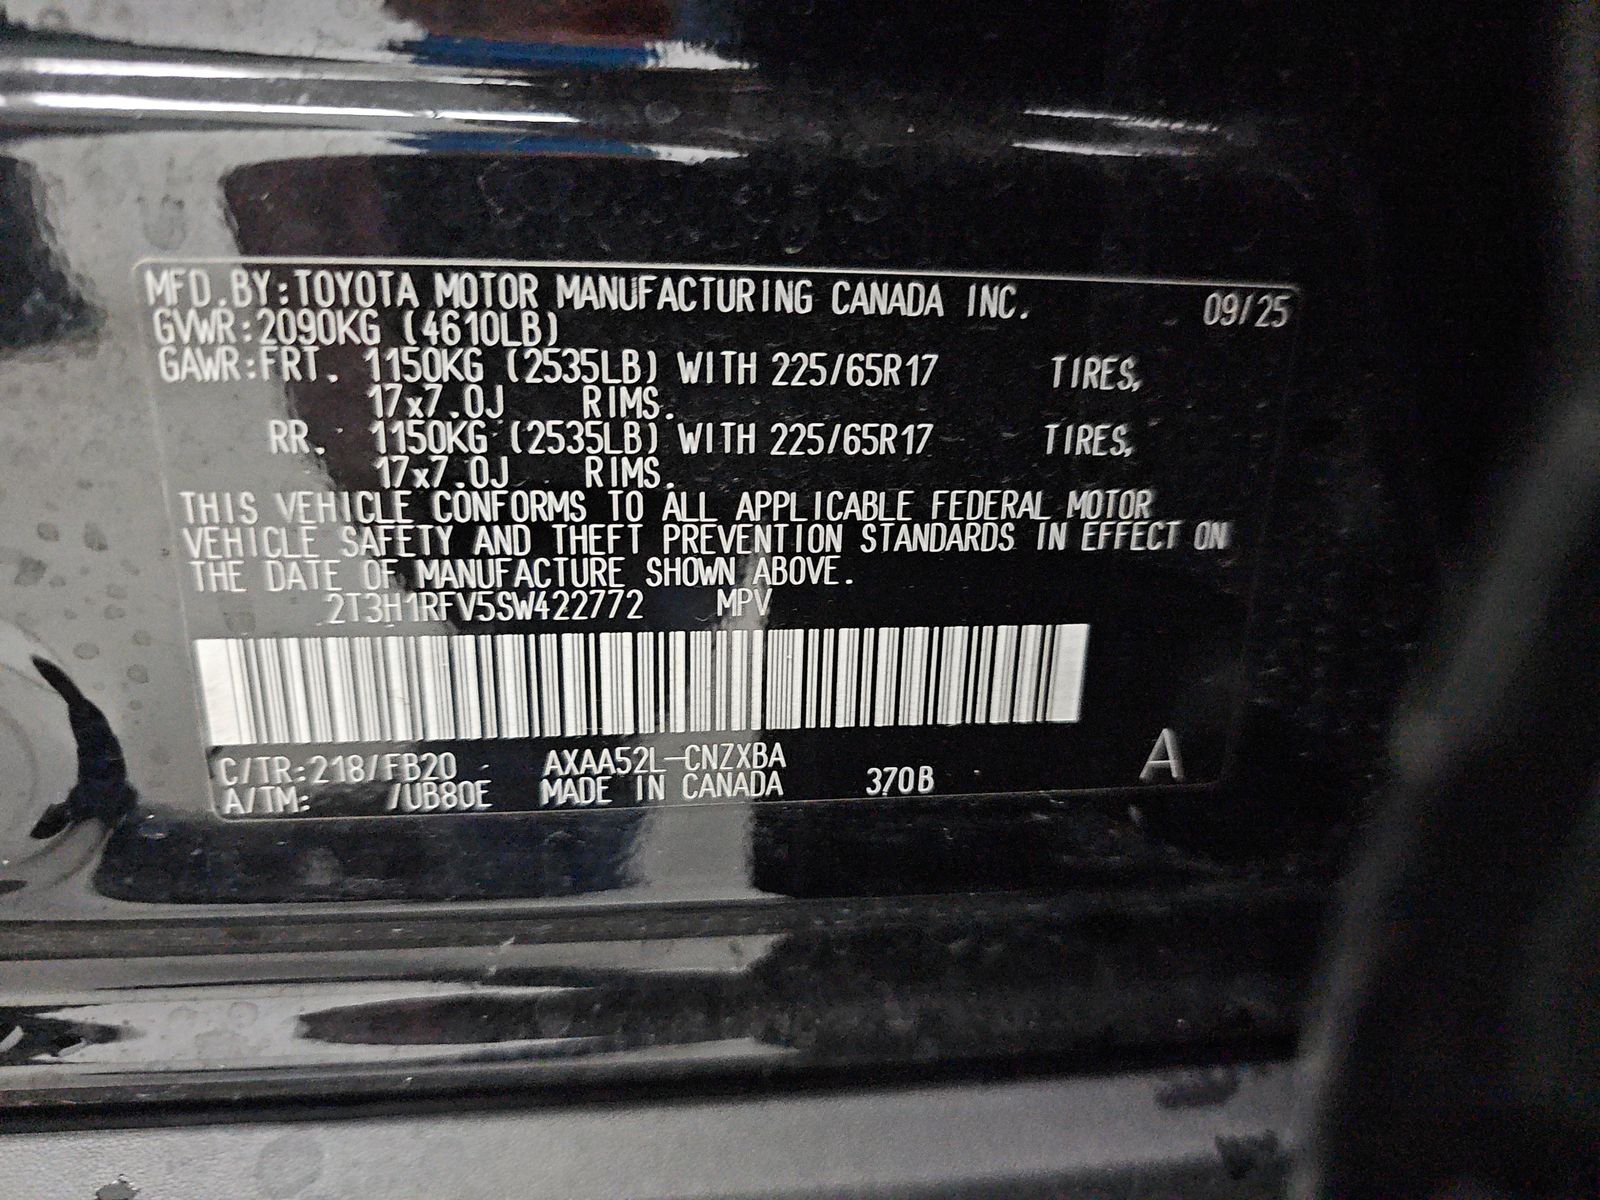 MFD.BY:TOYOTA MOTOR MANUFACTURING CANADA INC. 09/25
GVWR:2090KG (4610LB)
GAWR:FRT. 1150KG (2535LB) WITH 225/65R17 TIRES,
17x7.0J RIMS.
RR. 1150KG (2535LB) WITH 225/65R17 TIRES,
17x7.0J RIMS.
THIS VEHICLE CONFORMS TO ALL APPLICABLE FEDERAL MOTOR
VEHICLE SAFETY AND THEFT PREVENTION STANDARDS IN EFFECT ON
THE DATE OF MANUFACTURE SHOWN ABOVE.
2T3H1RFV5SW422772 MPV
C/TR:218/FB20 AXAA52L-CNZXBA A
A/TM: /UB80E MADE IN CANADA 370B